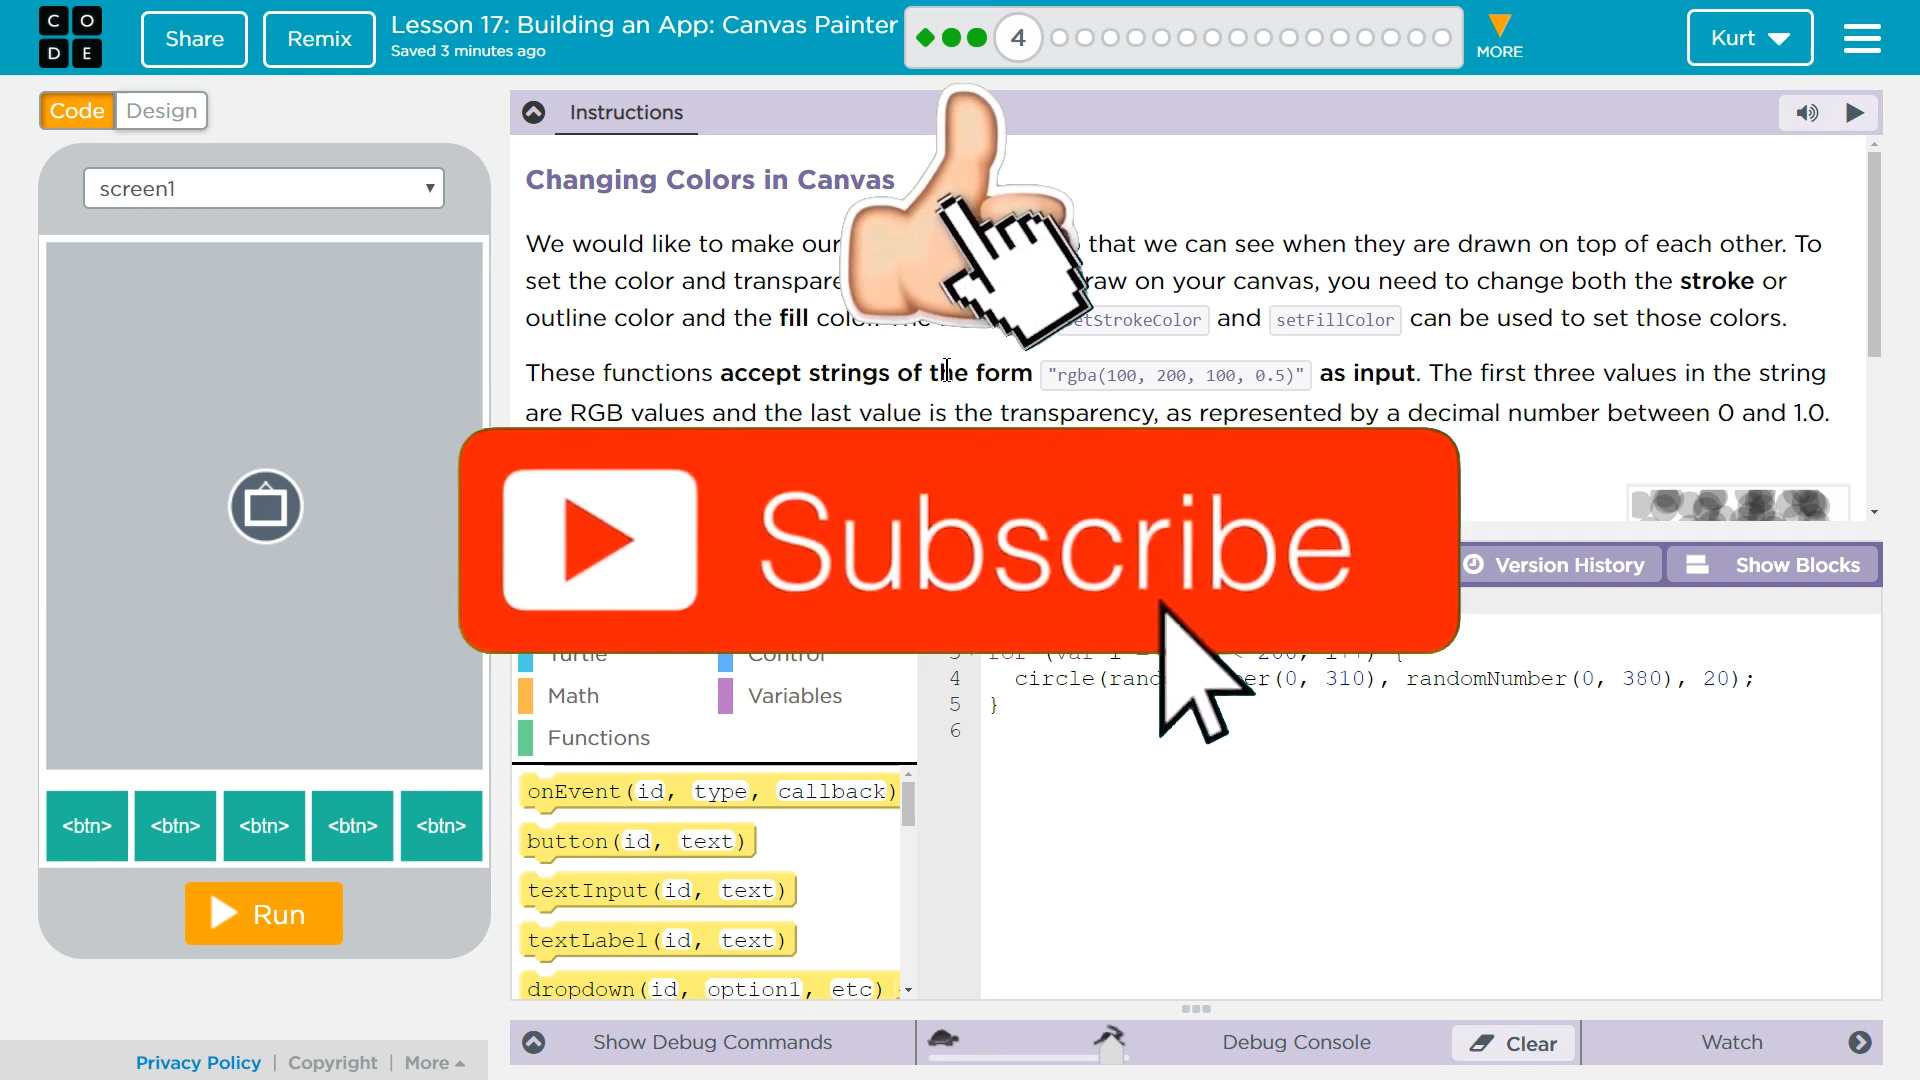 CO
DE
Share
Remix
Lesson 17: Building an App: Canvas Painter
Saved 3 minutes ago
4
MORE
Kurt
Code
Design
Instructions
screen1
Changing Colors in Canvas
We would like to make our that we can see when they are drawn on top of each other. To
set the color and on your canvas, you need to change both the stroke or
outline color and the fill and setFillColor can be used to set those colors.
These functions accept strings of the form "rgba(100, 200, 100, 0.5)" as input. The first three values in the string
are RGB values and the last value is the transparency, as represented by a decimal number between 0 and 1.0.
Subscribe
Version History
Show Blocks
Turtle
Control
Math
Variables
Functions
4 (0, 310), randomNumber(0, 380), 20);
5 }
6
onEvent(id, type, callback)
button(id, text)
textInput(id, text)
textLabel(id, text)
dropdown(id, option1, etc)
<btn> <btn> <btn> <btn> <btn>
Run
Show Debug Commands
Debug Console
Clear
Watch
Privacy Policy | Copyright | More